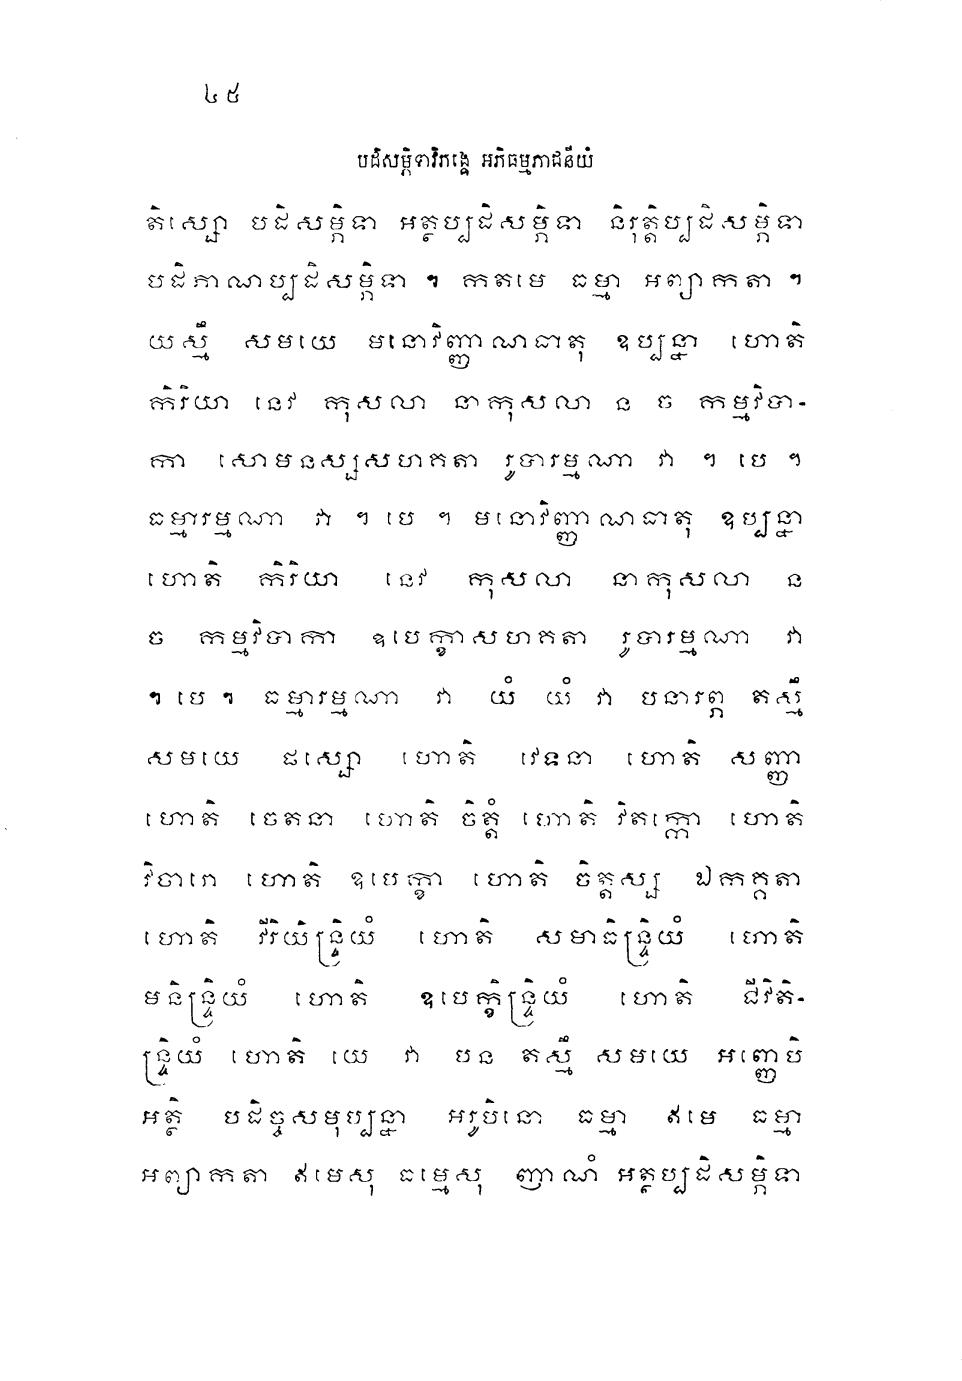 ៤៥
បដិសម្ភិទាវិភង្គេ អភិធម្មភាជនីយំ
តិស្សោ បដិសម្ភិទា អត្ថប្បដិសម្ភិទា និរុត្តិប្បដិសម្ភិទា
បដិភាណប្បដិសម្ភិទា ។ កតមេ ធម្មា អព្យាកតា ។
យស្មឹ សមយេ មនោវិញ្ញាណធាតុ ឧប្បន្នា ហោតិ
កិរិយា នេវ កុសលា នាកុសលា ន ច កម្មវិបា-
កា សោមនស្សសហគតា រូបារម្មណា វា ។ បេ ។
ធម្មារម្មណា វា ។ បេ ។ មនោវិញ្ញាណធាតុ ឧប្បន្នា
ហោតិ កិរិយា នេវ កុសលា នាកុសលា ន
ច កម្មវិបាកា ឧបេក្ខាសហគតា រូបារម្មណា វា
។ បេ ។ ធម្មារម្មណា វា យំ យំ វា បនារព្ភ តស្មឹ
សមយេ ផស្សោ ហោតិ វេទនា ហោតិ សញ្ញា
ហោតិ ចេតនា ហោតិ ចិត្តំ ហោតិ វិតក្កោ ហោតិ
វិចារោ ហោតិ ឧបេក្ខា ហោតិ ចិត្តស្ស ឯកគ្គតា
ហោតិ វីរិយិន្ទ្រិយំ ហោតិ សមាធិន្ទ្រិយំ ហោតិ
មនិន្ទ្រិយំ ហោតិ ឧបេក្ខិន្ទ្រិយំ ហោតិ ជីវិតិ-
ន្ទ្រិយំ ហោតិ យេ វា បន តស្មឹ សមយេ អញ្ញេបិ
អត្ថិ បដិច្ចសមុប្បន្នា អរូបិនោ ធម្មា ឥមេ ធម្មា
អព្យាកតា ឥមេសុ ធម្មេសុ ញាណំ អត្ថប្បដិសម្ភិទា